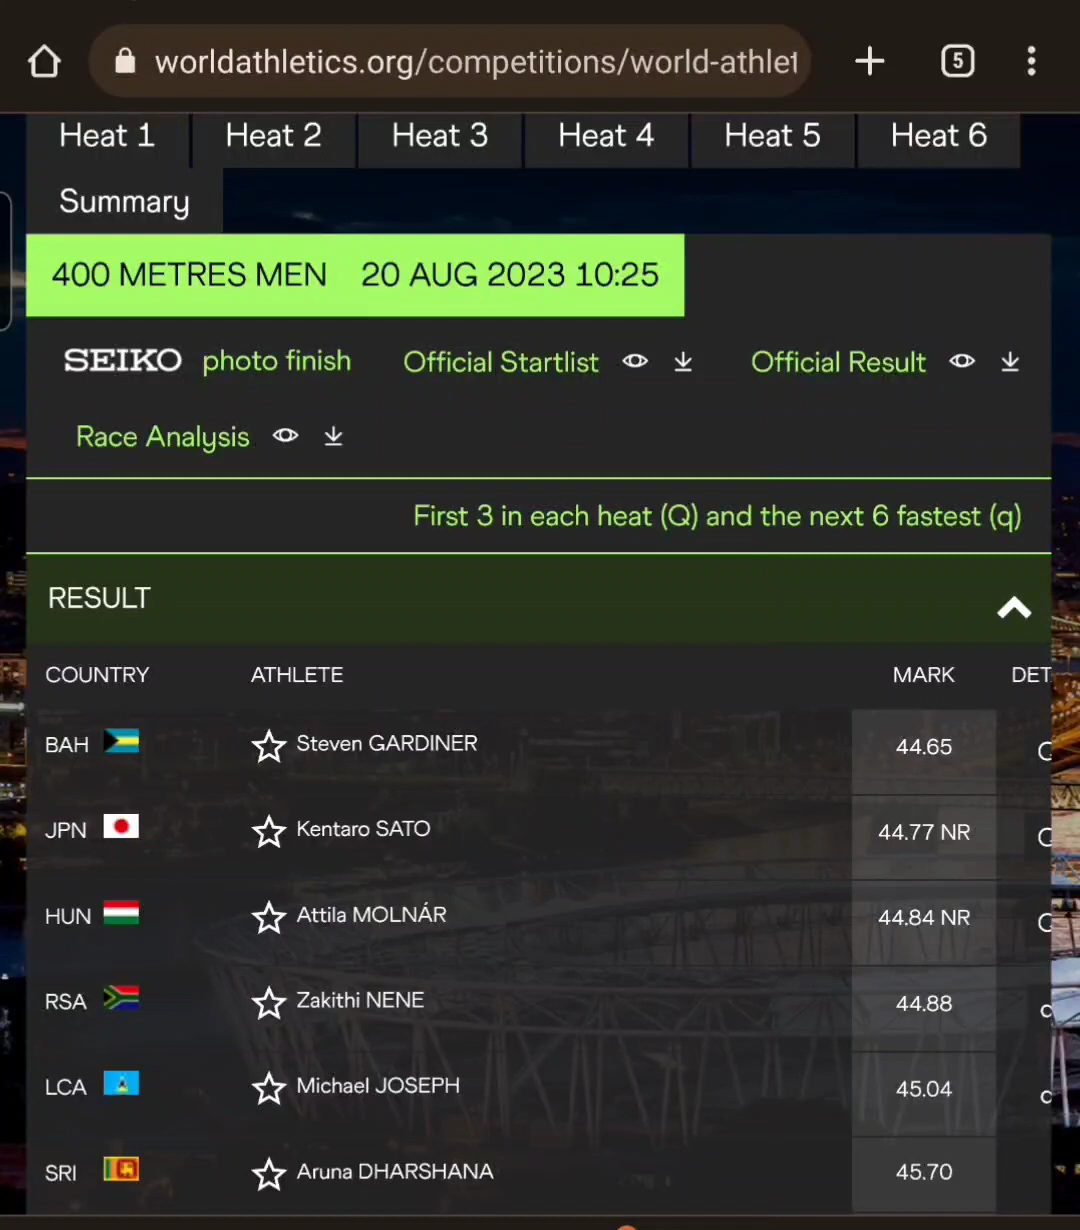 worldathletics.org/competitions/world-athlet
5
Heat 1 Heat 2 Heat 3 Heat 4 Heat 5 Heat 6
Summary
400 METRES MEN 20 AUG 2023 10:25
SEIKO photo finish Official Startlist Official Result
Race Analysis
First 3 in each heat (Q) and the next 6 fastest (q)
RESULT
COUNTRY ATHLETE MARK DET
BAH Steven GARDINER 44.65
JPN Kentaro SATO 44.77 NR
HUN Attila MOLNÁR 44.84 NR
RSA Zakithi NENE 44.88
LCA Michael JOSEPH 45.04
SRI Aruna DHARSHANA 45.70